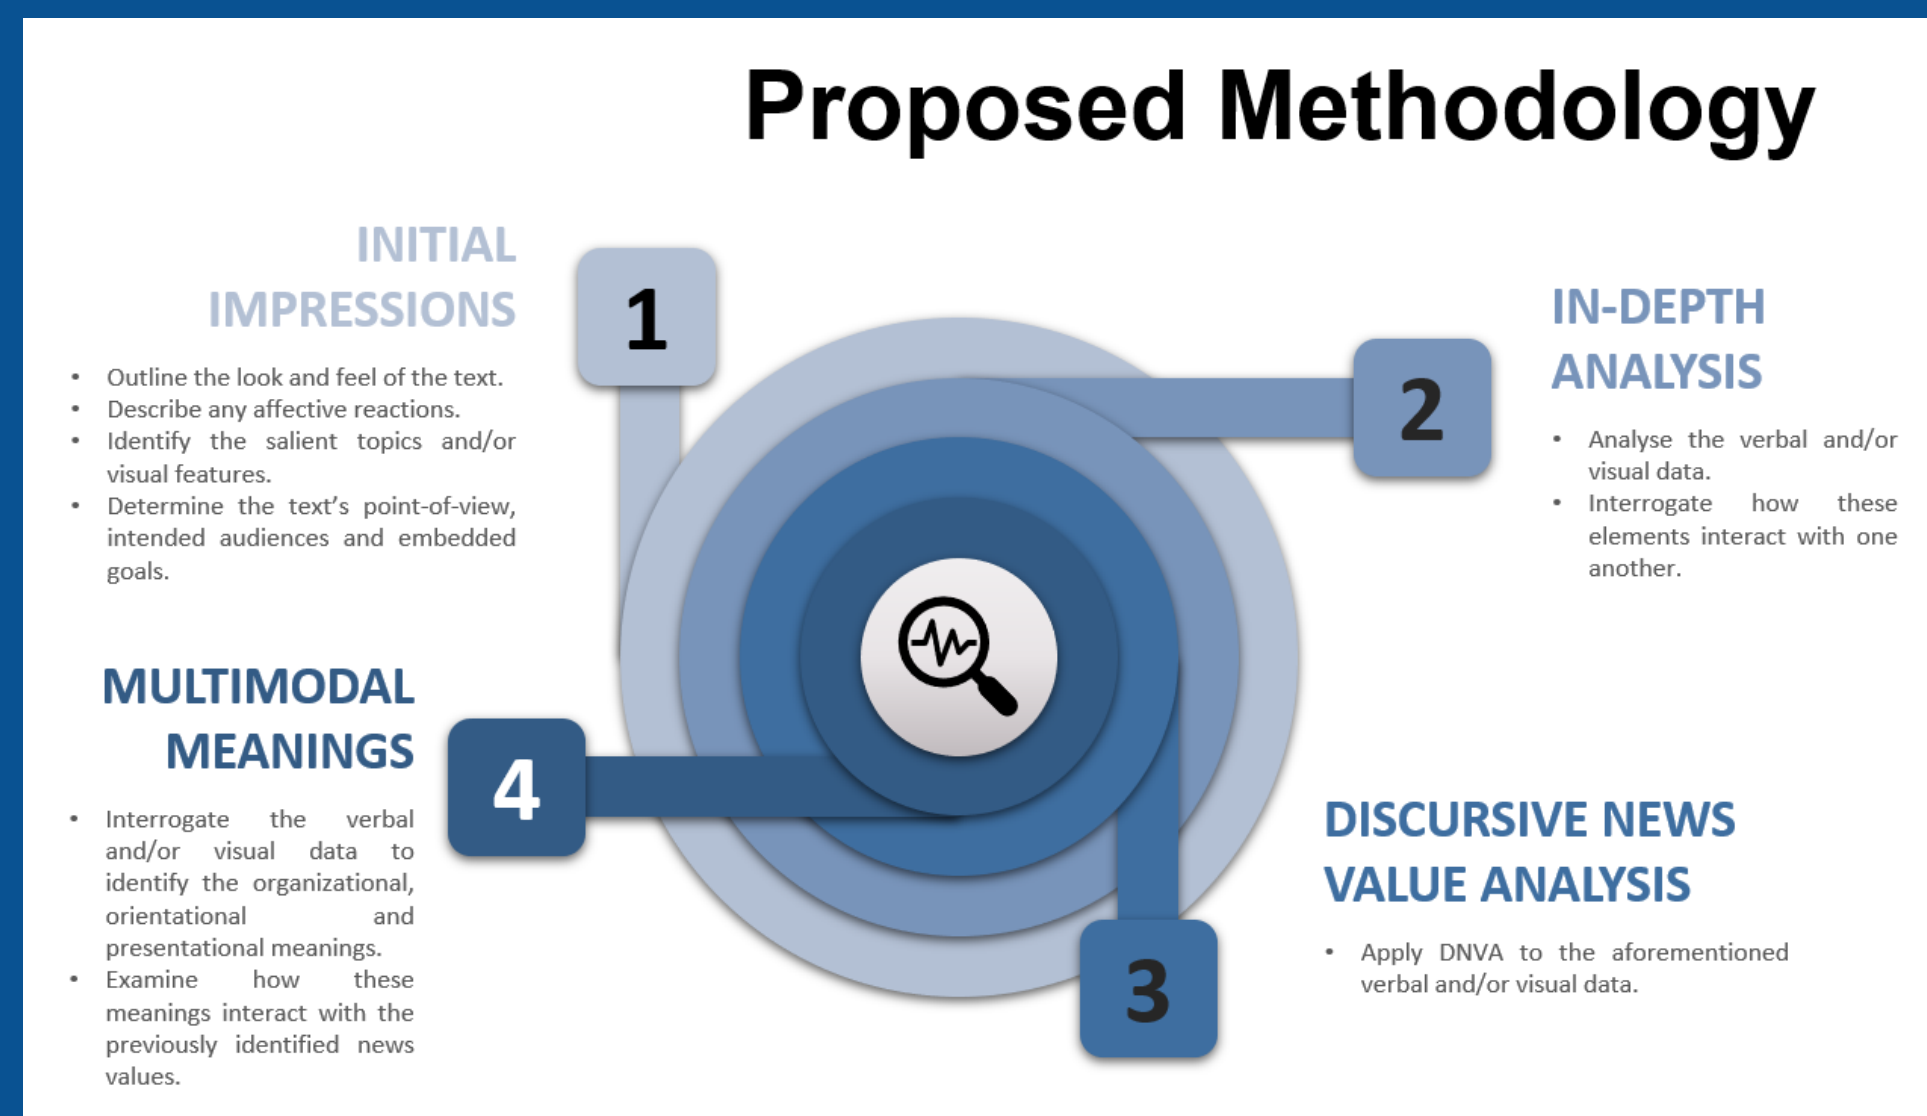 Proposed Methodology
INITIAL
IMPRESSIONS
• Outline the look and feel of the text.
• Describe any affective reactions.
• Identify the salient topics and/or
visual features.
• Determine the text's point-of-view,
intended audiences and embedded
goals.
1
2
IN-DEPTH
ANALYSIS
• Analyse the verbal and/or
visual data.
• Interrogate how these
elements interact with one
another.
3
DISCURSIVE NEWS
VALUE ANALYSIS
• Apply DNVA to the aforementioned
verbal and/or visual data.
MULTIMODAL
MEANINGS
4
• Interrogate the verbal
and/or visual data to
identify the organizational,
orientational and
presentational meanings.
• Examine how these
meanings interact with the
previously identified news
values.